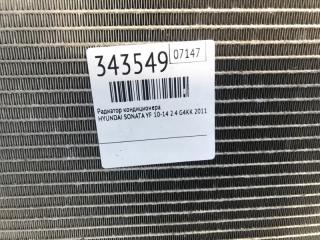 343549
07147
Радиатор кондиционера
HYUNDAI SONATA YF 10-14 2.4 G4KK 2011